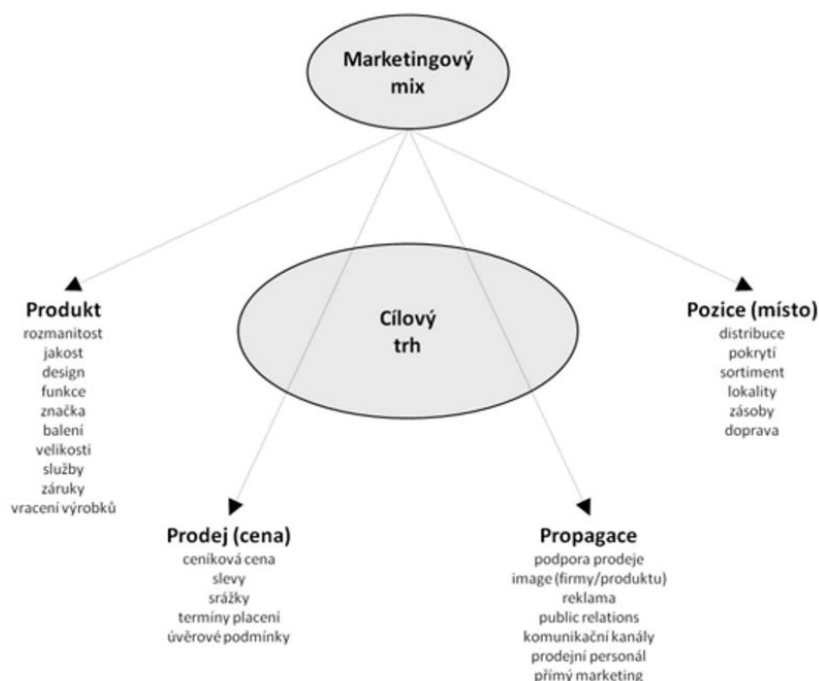 Marketingový
mix
Cílový
trh
Produkt
rozmanitost
jakost
design
funkce
značka
balení
velikosti
služby
záruky
vracení výrobků
Pozice (místo)
distribuce
pokrytí
sortiment
lokality
zásoby
doprava
Prodej (cena)
ceníková cena
slevy
srážky
termíny placení
úvěrové podmínky
Propagace
podpora prodeje
image (firmy/produktu)
reklama
public relations
komunikační kanály
prodejní personál
přímý marketing